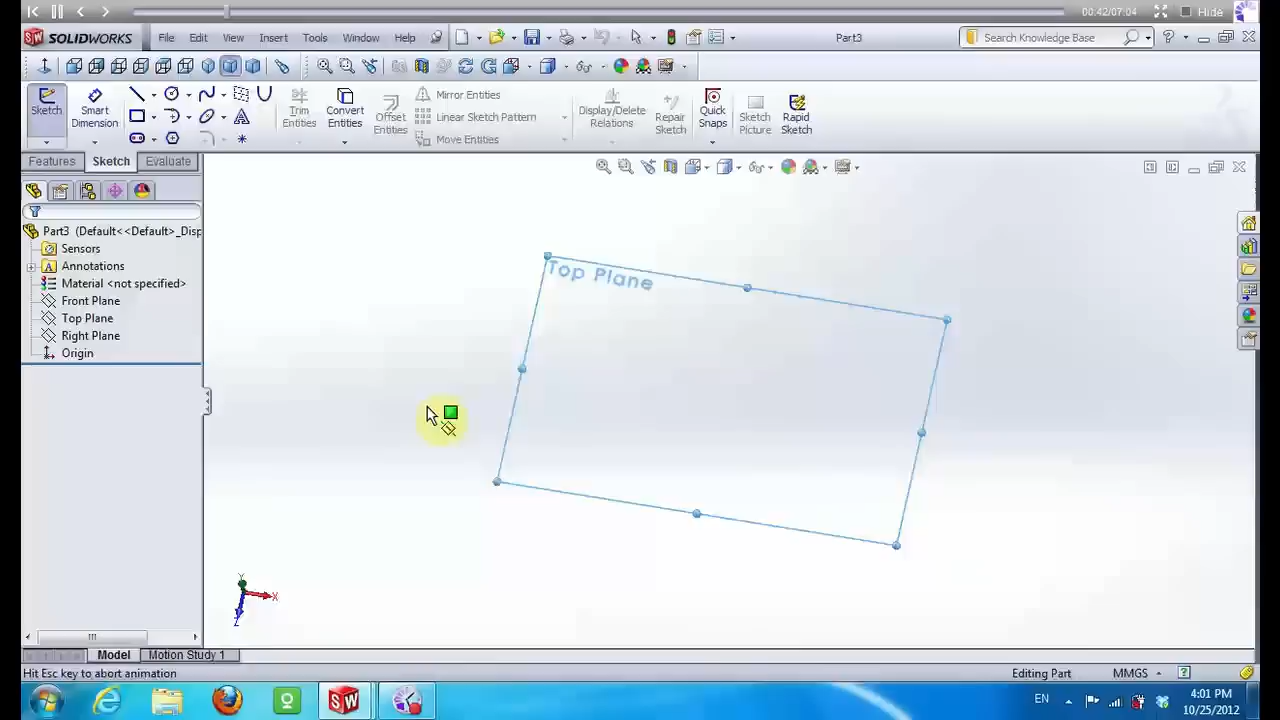 00:42/07:04
Hide
SOLIDWORKS
File Edit View Insert Tools Window Help
Part3
Search Knowledge Base
Sketch
Smart Dimension
Trim Entities
Convert Entities
Offset Entities
Mirror Entities
Linear Sketch Pattern
Move Entities
Display/Delete Relations
Repair Sketch
Quick Snaps
Sketch Picture
Rapid Sketch
Features Sketch Evaluate
Part3 (Default<<Default>_Disp
Sensors
Annotations
Material <not specified>
Front Plane
Top Plane
Right Plane
Origin
Top Plane
Y
X
Z
Model Motion Study 1
Hit Esc key to abort animation
Editing Part
MMGS
EN
4:01 PM
10/25/2012